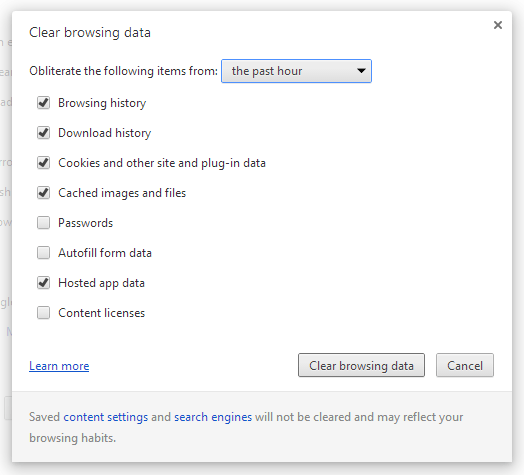 Clear browsing data
Obliterate the following items from: the past hour
Browsing history
Download history
Cookies and other site and plug-in data
Cached images and files
Passwords
Autofill form data
Hosted app data
Content licenses
Learn more Clear browsing data Cancel
Saved content settings and search engines will not be cleared and may reflect your
browsing habits.